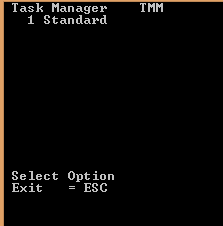 Task Manager TMM
1 Standard
Select Option
Exit = ESC